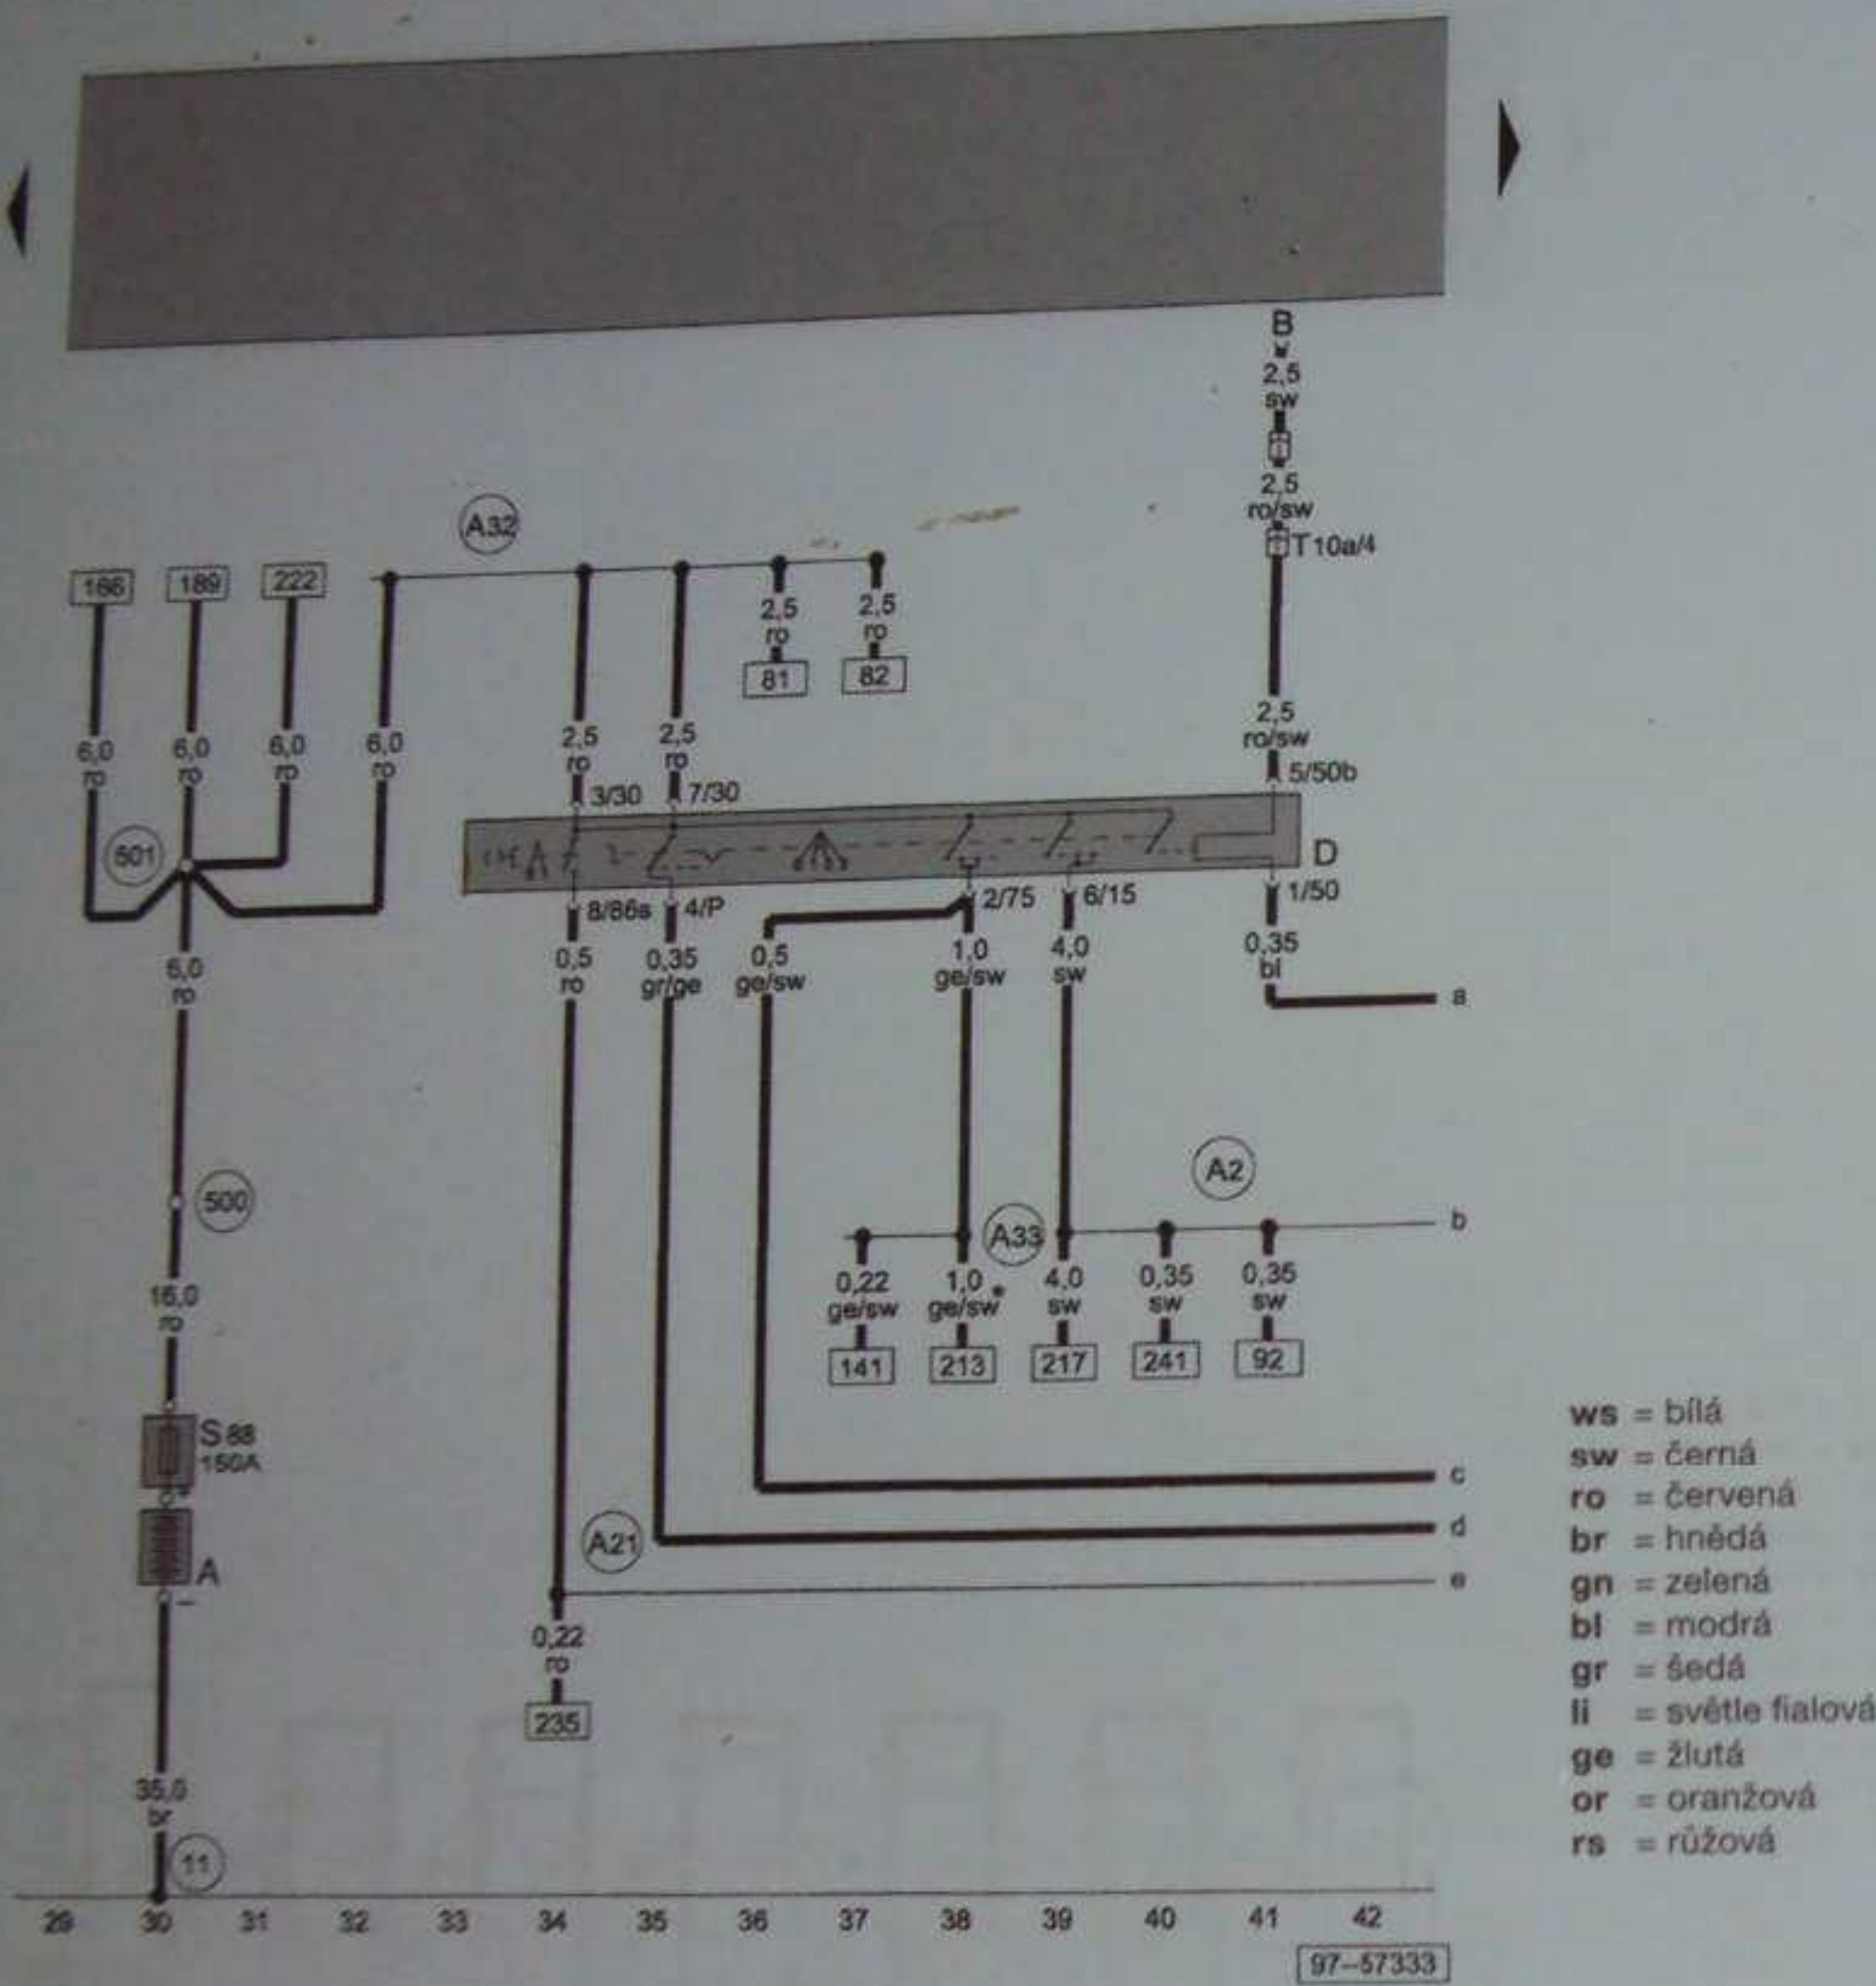 B
2,5
sw
2,5
ro/sw
T10a/4
A32
166 189 222
2,5 2,5
ro ro
81 82
6,0 6,0 6,0 6,0 2,5 2,5 2,5
ro ro ro ro ro ro ro/sw
3/30 7/30 5/50b
501
D
8/86s 4/P 2/75 6/15 1/50
6,0 0,5 0,35 0,5 1,0 4,0 0,35
ro ro gr/ge ge/sw ge/sw sw bl
a
A2
500
A33
b
0,22 1,0 4,0 0,35 0,35
ge/sw ge/sw* sw sw sw
141 213 217 241 92
16,0
ro
S 88
150A
+
A
−
c
d
A21
e
0,22
ro
235
35,0
br
11
29 30 31 32 33 34 35 36 37 38 39 40 41 42
97–57333
ws = bílá
sw = černá
ro = červená
br = hnědá
gn = zelená
bl = modrá
gr = šedá
li = světle fialová
ge = žlutá
or = oranžová
rs = růžová